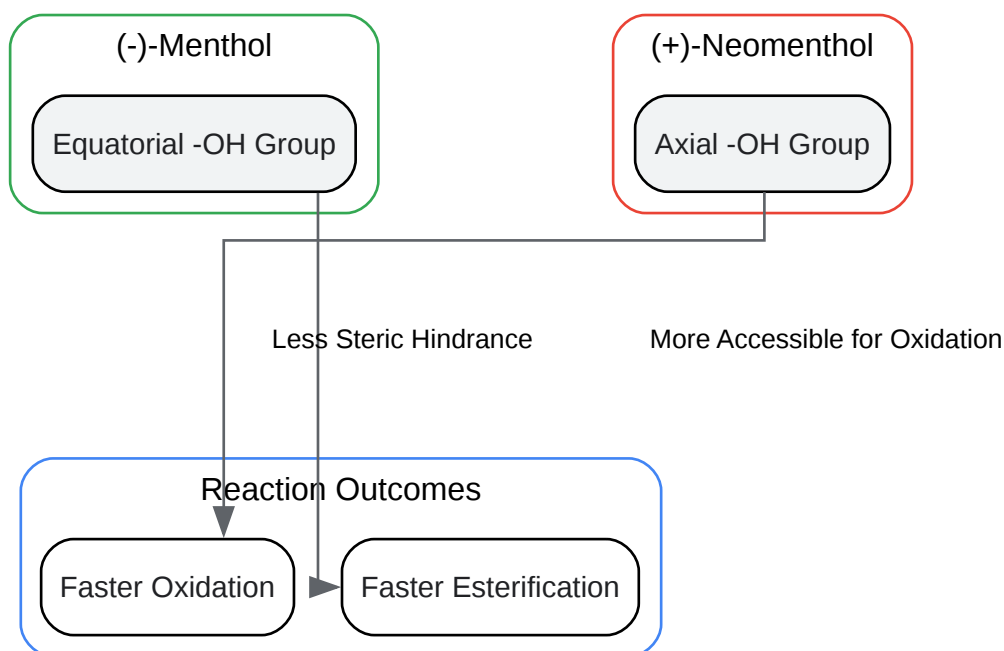 (-)-Menthol
(+)-Neomenthol
Equatorial -OH Group
Axial -OH Group
Less Steric Hindrance
More Accessible for Oxidation
Reaction Outcomes
Faster Oxidation
Faster Esterification